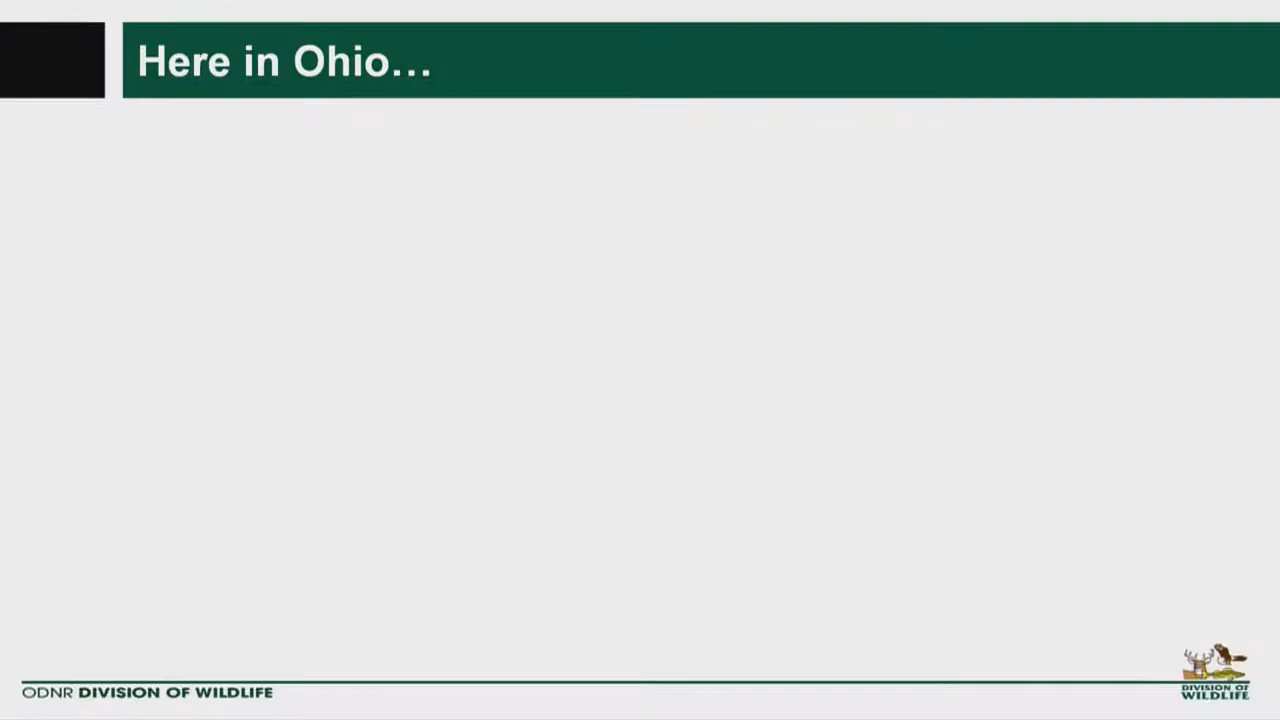 Here in Ohio…
ODNR DIVISION OF WILDLIFE
DIVISION OF
WILDLIFE